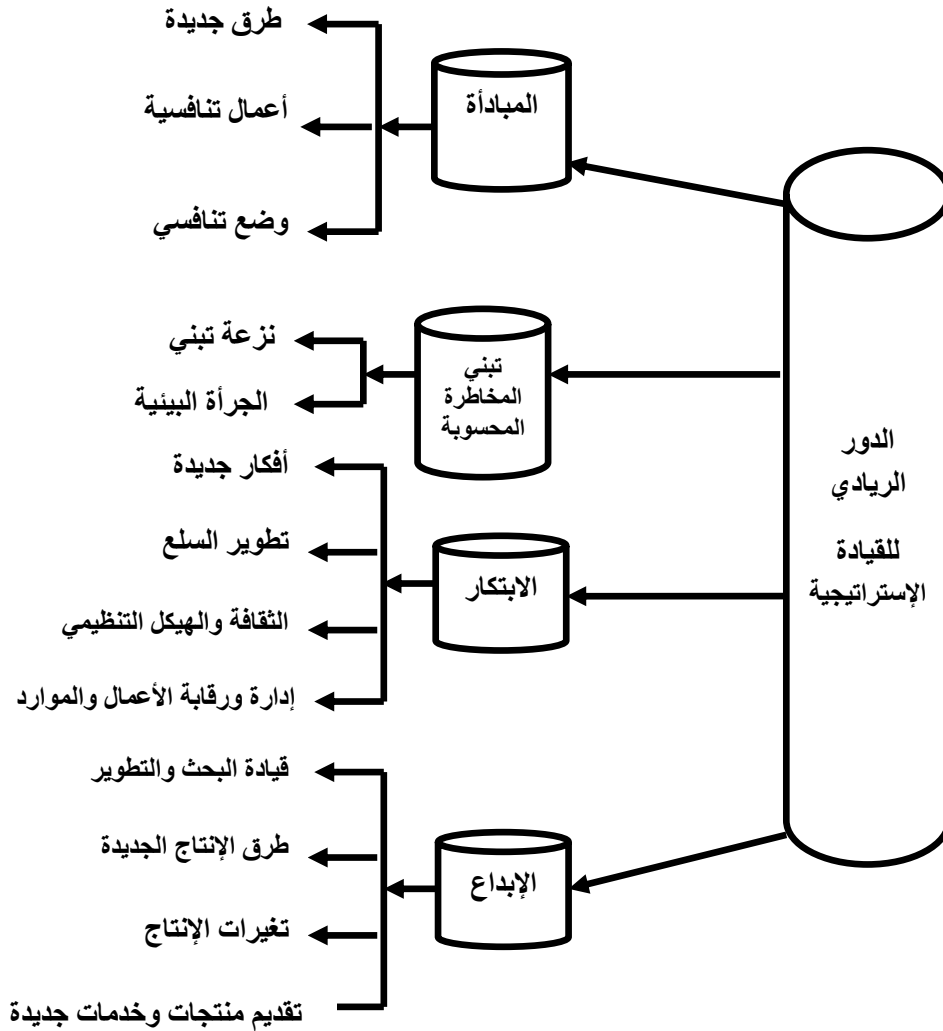 الدور
الريادي
للقيادة
الإستراتيجية
المبادأة
طرق جديدة
أعمال تنافسية
وضع تنافسي
تبني
المخاطرة
المحسوبة
نزعة تبني
الجرأة البيئية
الابتكار
أفكار جديدة
تطوير السلع
الثقافة والهيكل التنظيمي
إدارة ورقابة الأعمال والموارد
الإبداع
قيادة البحث والتطوير
طرق الإنتاج الجديدة
تغيرات الإنتاج
تقديم منتجات وخدمات جديدة